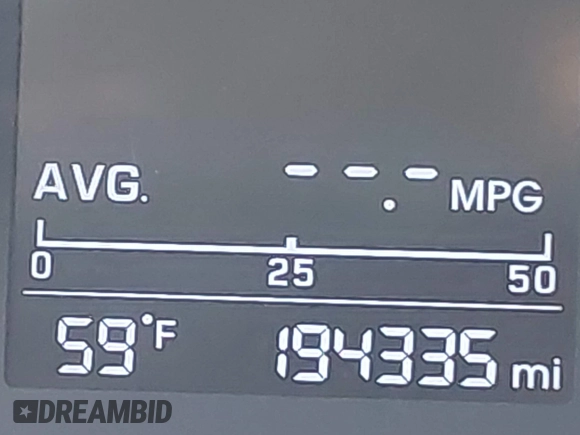 AVG. --.- MPG
0 25 50
59°F 194335 mi
DREAMBID